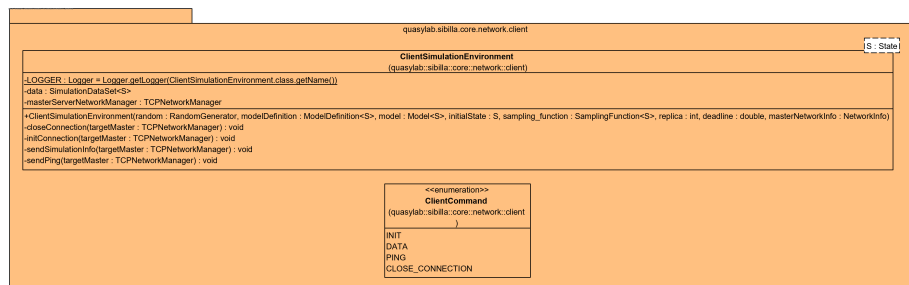 quasylab.sibilla.core.network.client
S : State
ClientSimulationEnvironment
(quasylab::sibilla::core::network::client)
-LOGGER : Logger = Logger.getLogger(ClientSimulationEnvironment.class.getName())
-data : SimulationDataSet<S>
-masterServerNetworkManager : TCPNetworkManager
+ClientSimulationEnvironment(random : RandomGenerator, modelDefinition : ModelDefinition<S>, model : Model<S>, initialState : S, sampling_function : SamplingFunction<S>, replica : int, deadline : double, masterNetworkInfo : NetworkInfo)
-closeConnection(targetMaster : TCPNetworkManager) : void
-initConnection(targetMaster : TCPNetworkManager) : void
-sendSimulationInfo(targetMaster : TCPNetworkManager) : void
-sendPing(targetMaster : TCPNetworkManager) : void
<<enumeration>>
ClientCommand
(quasylab::sibilla::core::network::client
)
INIT
DATA
PING
CLOSE_CONNECTION